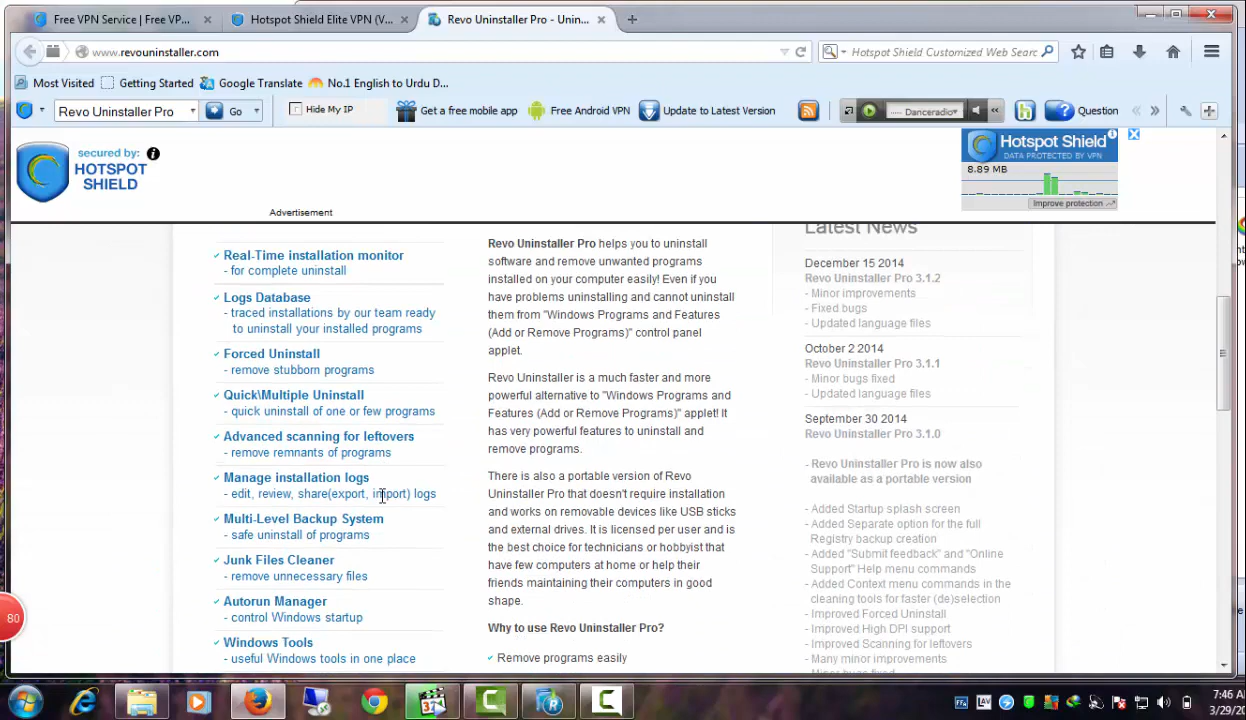 Free VPN Service | Free VP...
Hotspot Shield Elite VPN (V...
Revo Uninstaller Pro - Unin...
www.revouninstaller.com
Hotspot Shield Customized Web Searc
Most Visited
Getting Started
Google Translate
No.1 English to Urdu D...
Revo Uninstaller Pro
Go
Hide My IP
Get a free mobile app
Free Android VPN
Update to Latest Version
Danceradio
Question
secured by:
HOTSPOT
SHIELD
Advertisement
Hotspot Shield
DATA PROTECTED BY VPN
8.89 MB
Improve protection
Real-Time installation monitor
- for complete uninstall
Logs Database
- traced installations by our team ready
to uninstall your installed programs
Forced Uninstall
- remove stubborn programs
Quick\Multiple Uninstall
- quick uninstall of one or few programs
Advanced scanning for leftovers
- remove remnants of programs
Manage installation logs
- edit, review, share(export, import) logs
Multi-Level Backup System
- safe uninstall of programs
Junk Files Cleaner
- remove unnecessary files
Autorun Manager
- control Windows startup
Windows Tools
- useful Windows tools in one place
Revo Uninstaller Pro helps you to uninstall
software and remove unwanted programs
installed on your computer easily! Even if you
have problems uninstalling and cannot uninstall
them from "Windows Programs and Features
(Add or Remove Programs)" control panel
applet.
Revo Uninstaller is a much faster and more
powerful alternative to "Windows Programs and
Features (Add or Remove Programs)" applet! It
has very powerful features to uninstall and
remove programs.
There is also a portable version of Revo
Uninstaller Pro that doesn't require installation
and works on removable devices like USB sticks
and external drives. It is licensed per user and is
the best choice for technicians or hobbyist that
have few computers at home or help their
friends maintaining their computers in good
shape.
Why to use Revo Uninstaller Pro?
Remove programs easily
Latest News
December 15 2014
Revo Uninstaller Pro 3.1.2
- Minor improvements
- Fixed bugs
- Updated language files
October 2 2014
Revo Uninstaller Pro 3.1.1
- Minor bugs fixed
- Updated language files
September 30 2014
Revo Uninstaller Pro 3.1.0
- Revo Uninstaller Pro is now also
available as a portable version
- Added Startup splash screen
- Added Separate option for the full
Registry backup creation
- Added "Submit feedback" and "Online
Support" Help menu commands
- Added Context menu commands in the
cleaning tools for faster (de)selection
- Improved Forced Uninstall
- Improved High DPI support
- Improved Scanning for leftovers
- Many minor improvements
- Minor bugs fixed
80
7:46 A
3/29/20